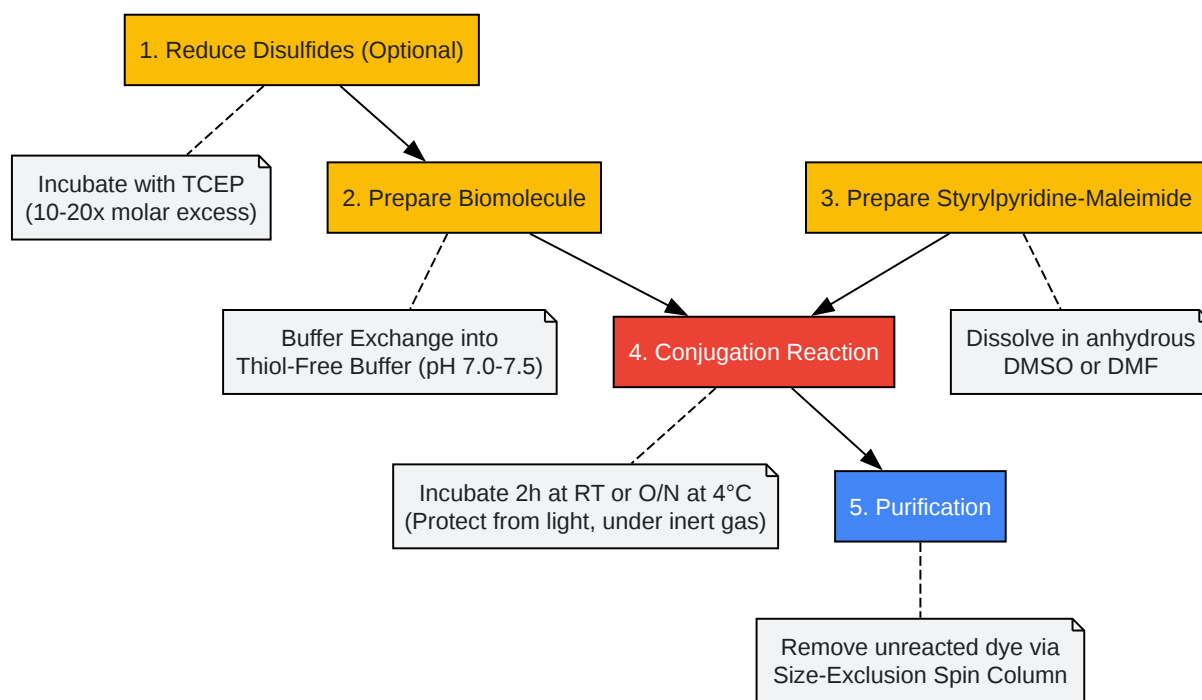 1. Reduce Disulfides (Optional)
Incubate with TCEP
(10-20x molar excess)
2. Prepare Biomolecule
3. Prepare Styrylpyridine-Maleimide
Buffer Exchange into
Thiol-Free Buffer (pH 7.0-7.5)
4. Conjugation Reaction
Dissolve in anhydrous
DMSO or DMF
Incubate 2h at RT or O/N at 4°C
(Protect from light, under inert gas)
5. Purification
Remove unreacted dye via
Size-Exclusion Spin Column